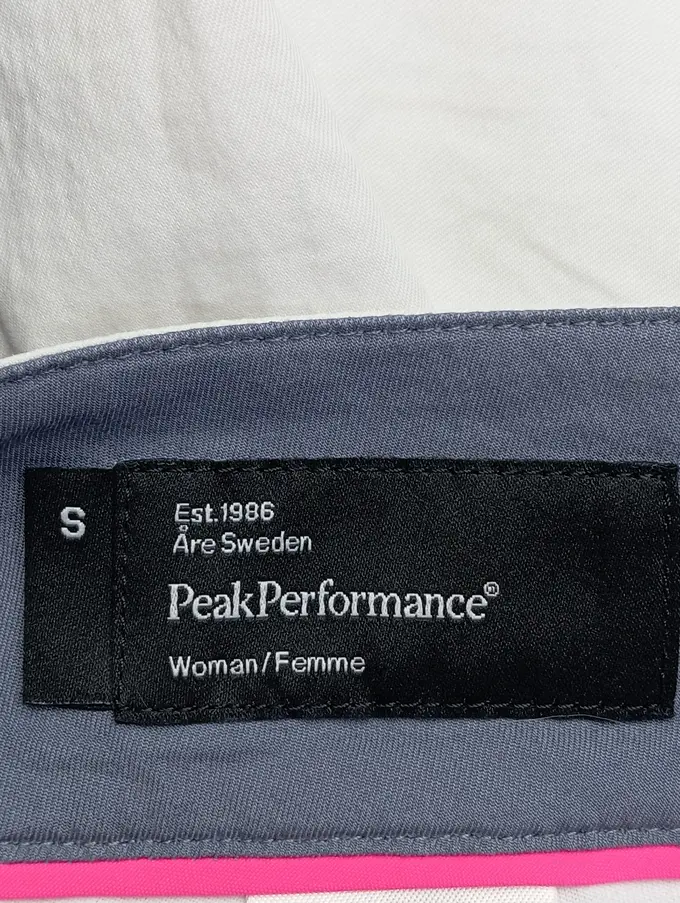 S
Est.1986
Åre Sweden
PeakPerformance®
Woman/Femme